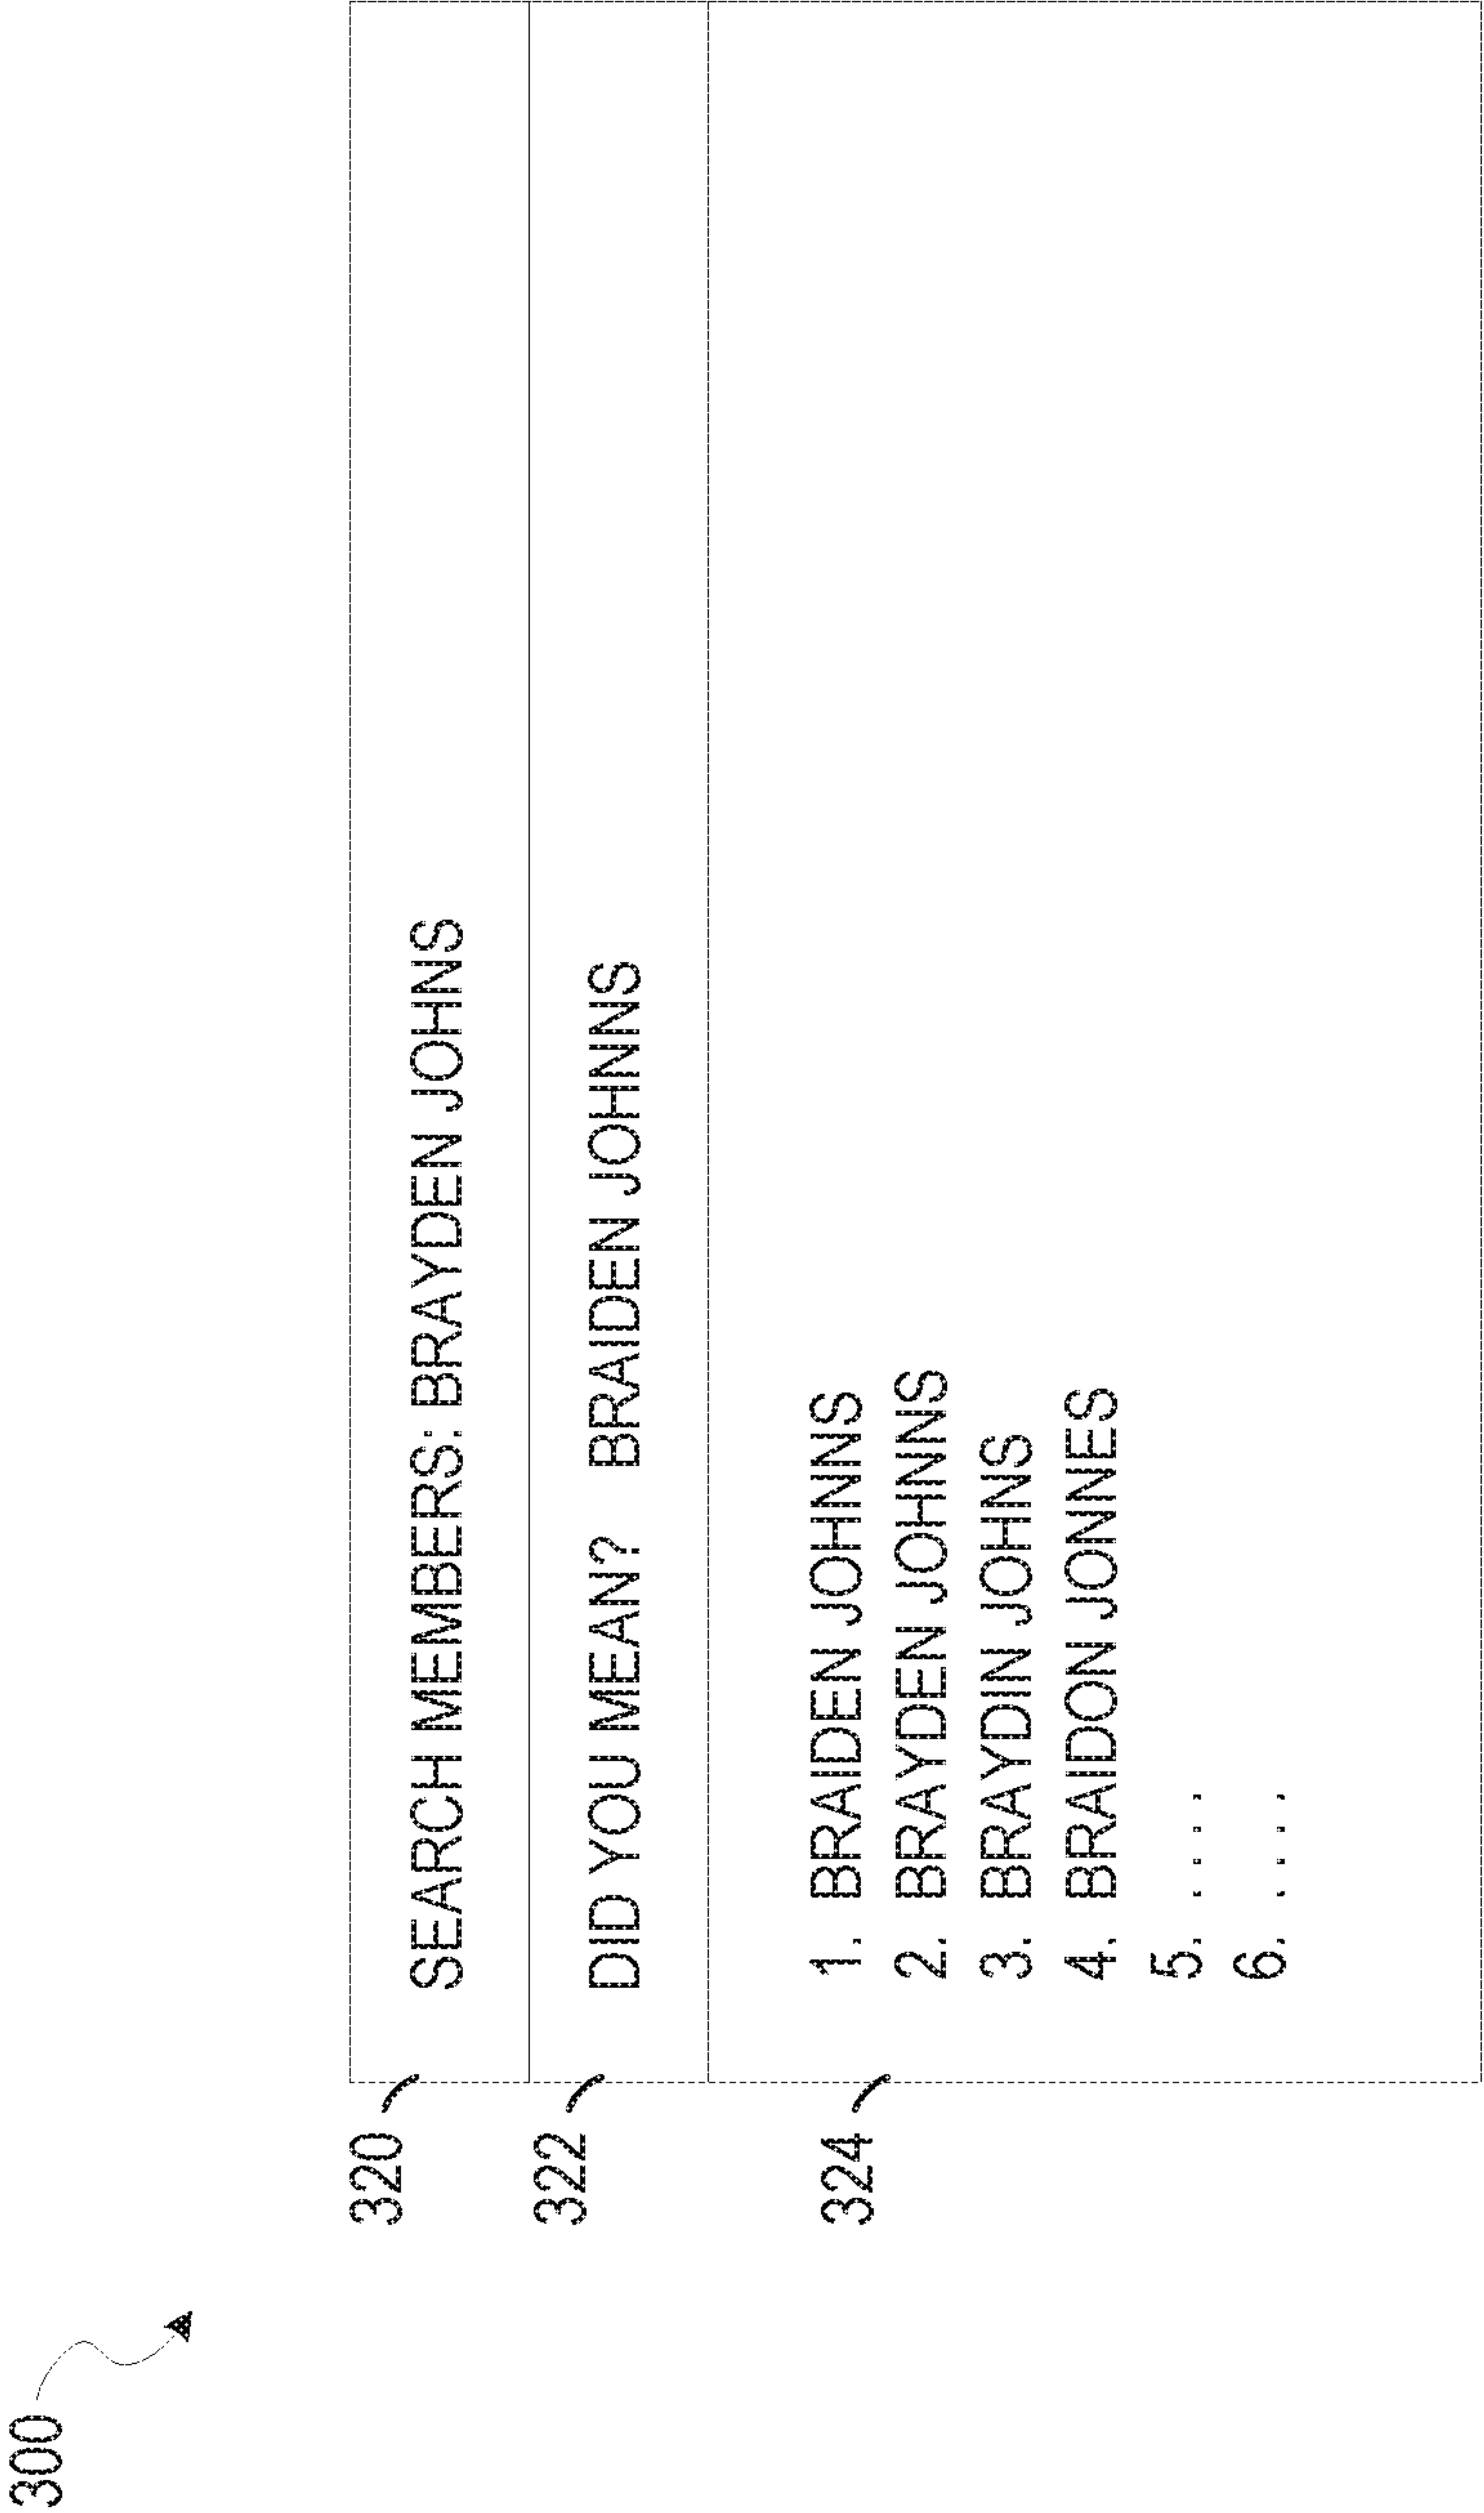 300
320
SEARCH MEMBERS: BRAYDEN JOHNS
322
DID YOU MEAN? BRAIDEN JOHNNS
324
1. BRAIDEN JOHNNS
2. BRAYDEN JOHNNS
3. BRAYDIN JOHNS
4. BRAIDON JONNES
5. . . . .
6. . . . .